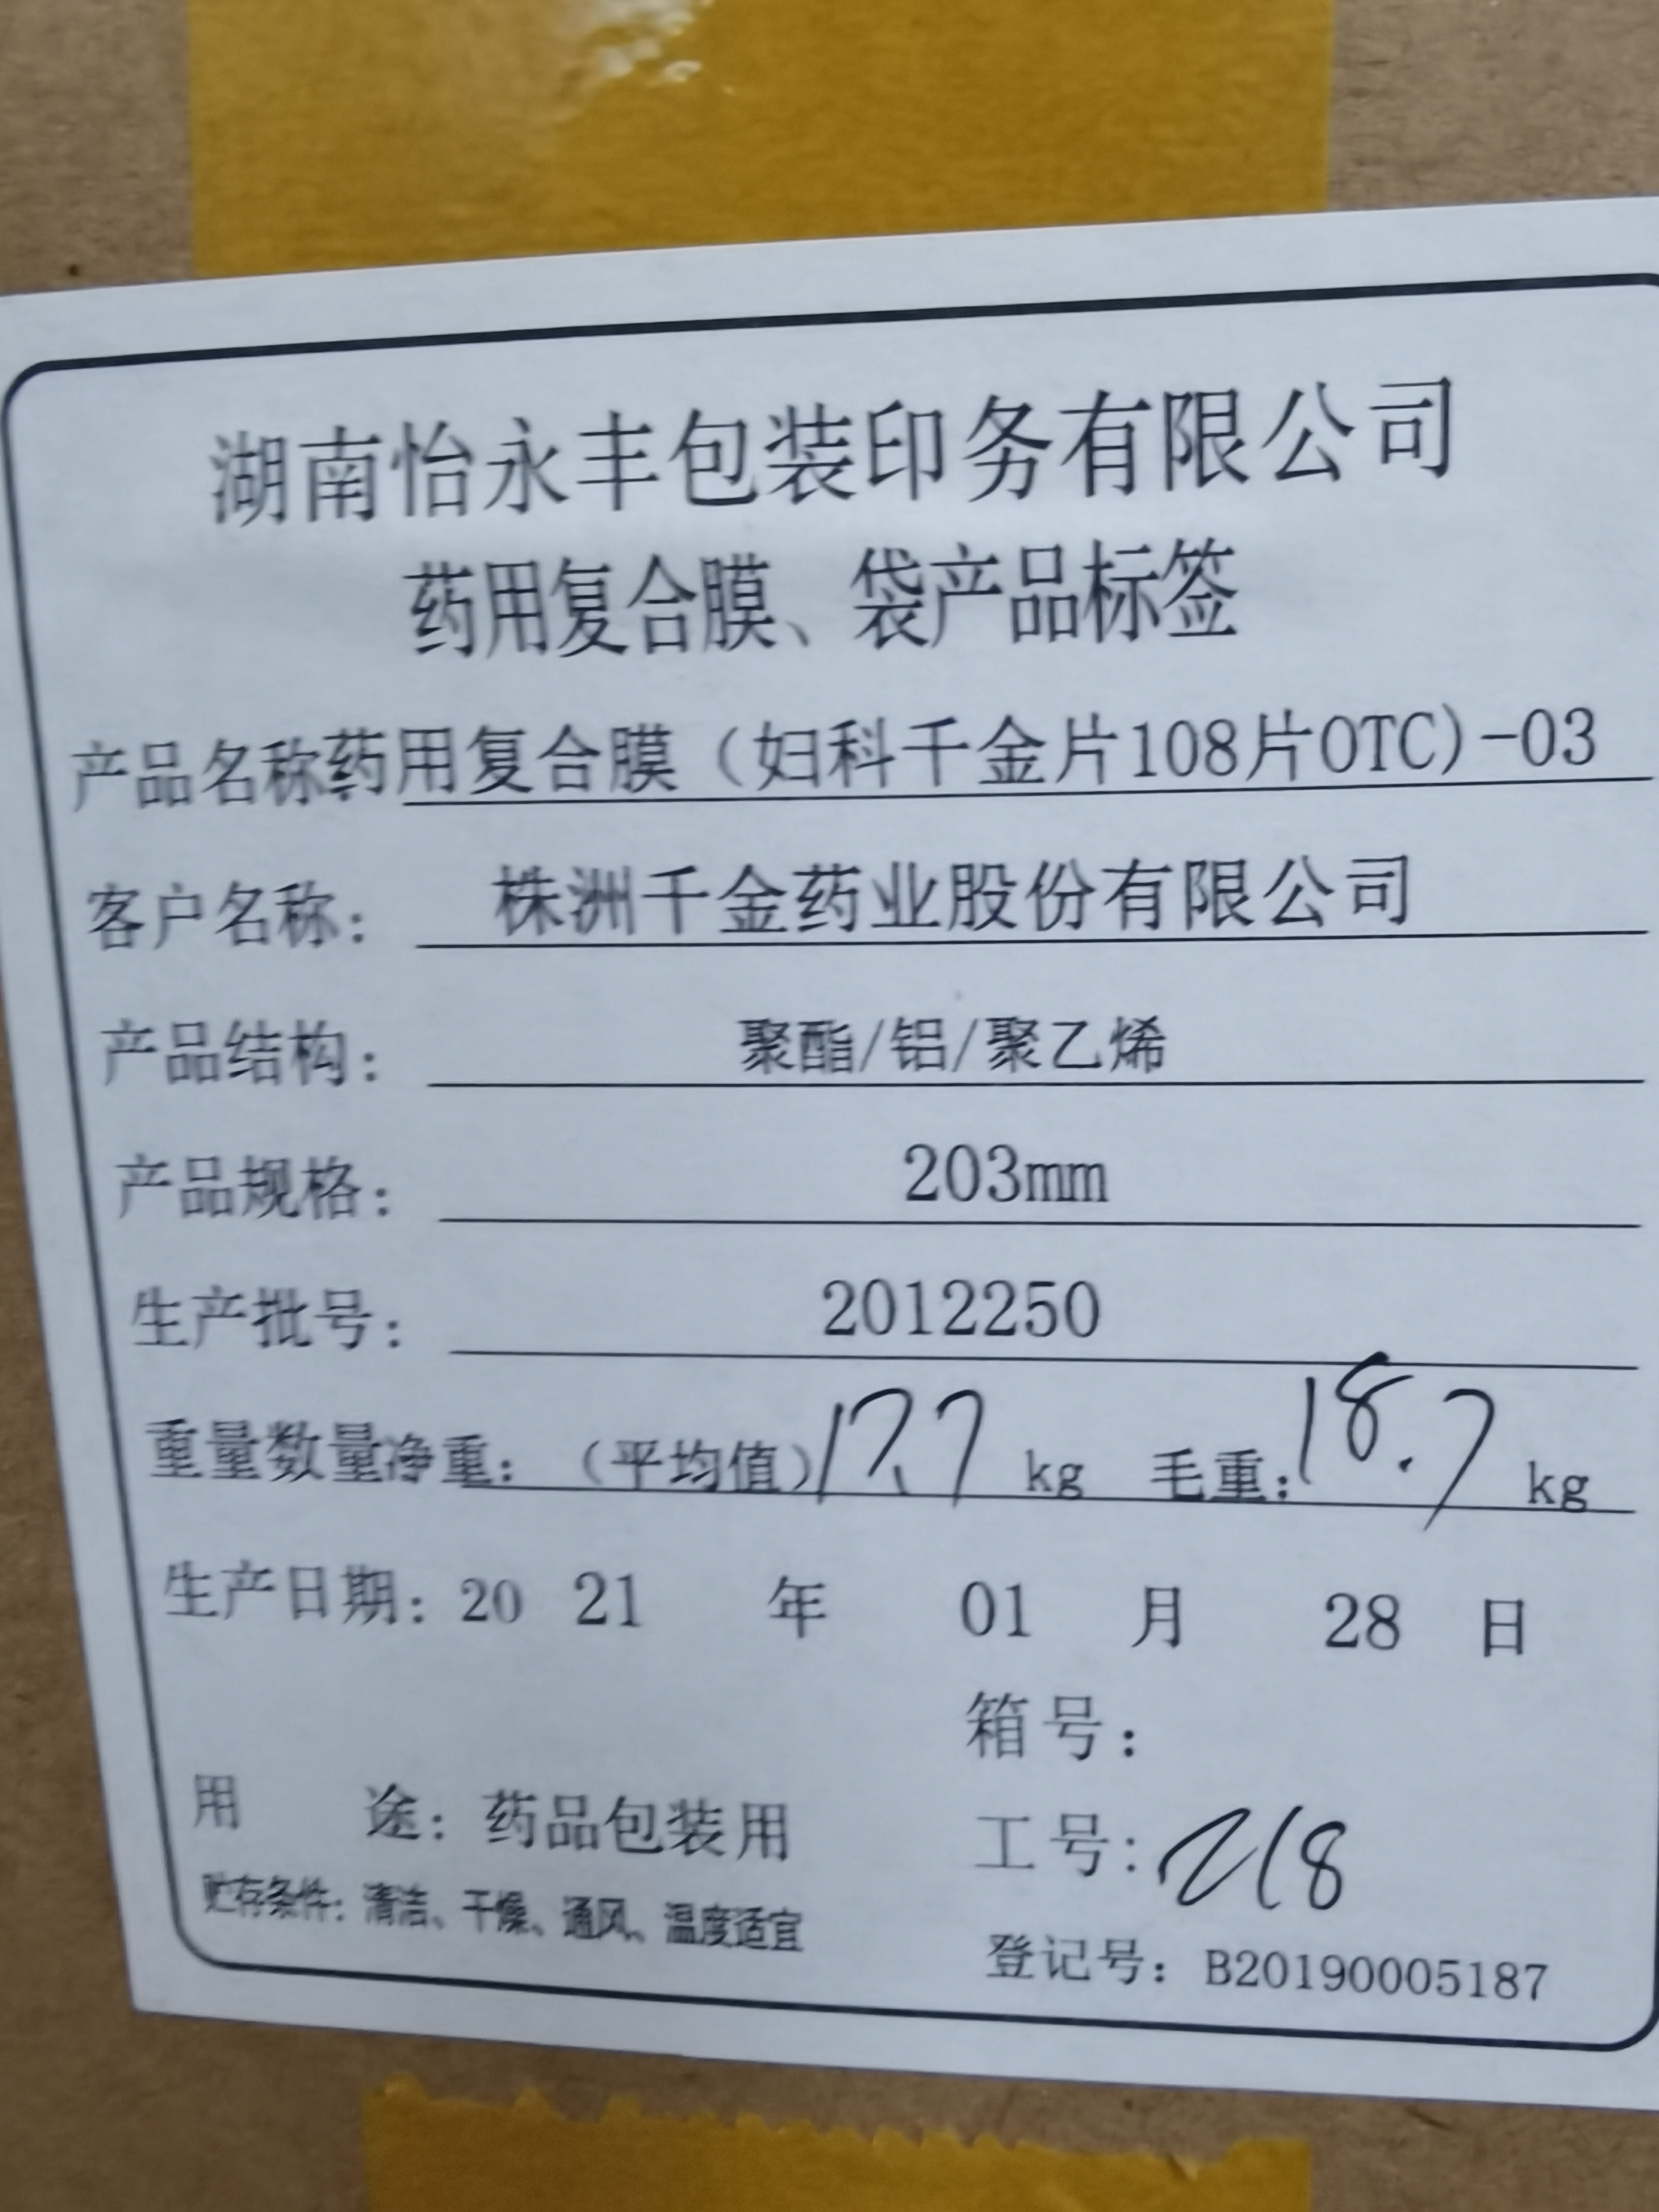 湖南怡永丰包装印务有限公司
药用复合膜、袋产品标签
产品名称药用复合膜（妇科千金片108片OTC)-03
客户名称： 株洲千金药业股份有限公司
产品结构： 聚酯/铝/聚乙烯
产品规格： 203mm
生产批号： 2012250
重量数量净重：（平均值）17.7 kg 毛重：18.7 kg
生产日期：20 21 年 01 月 28 日
箱号：
用 途：药品包装用
工号：218
贮存条件：清洁、干燥、通风、温度适宜
登记号：B20190005187